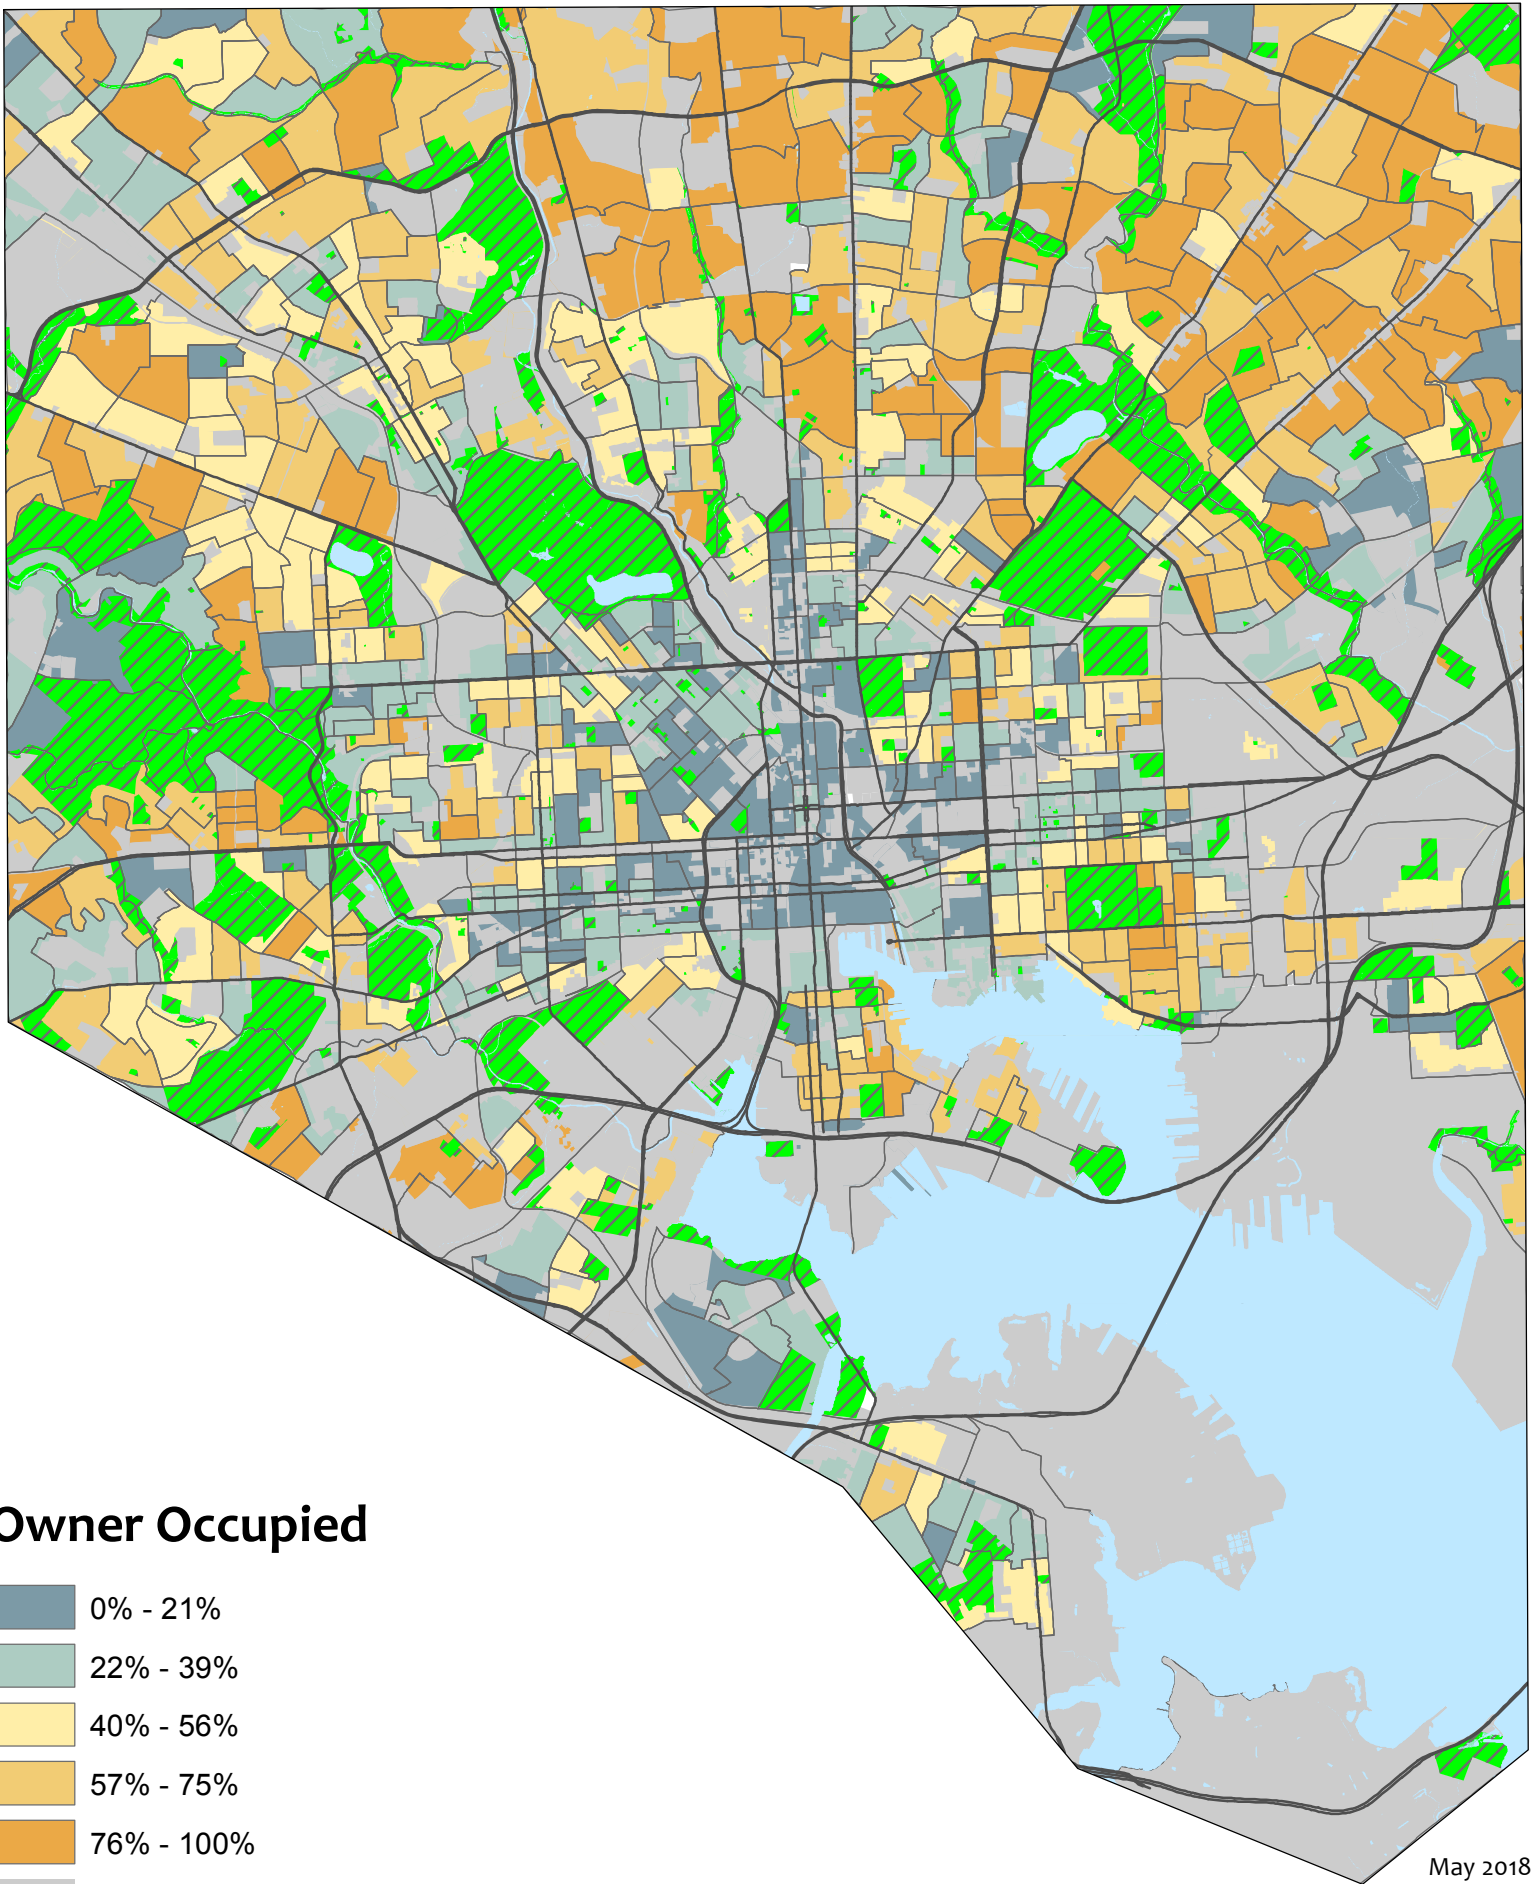 Owner Occupied
0% - 21%
22% - 39%
40% - 56%
57% - 75%
76% - 100%
May 2018